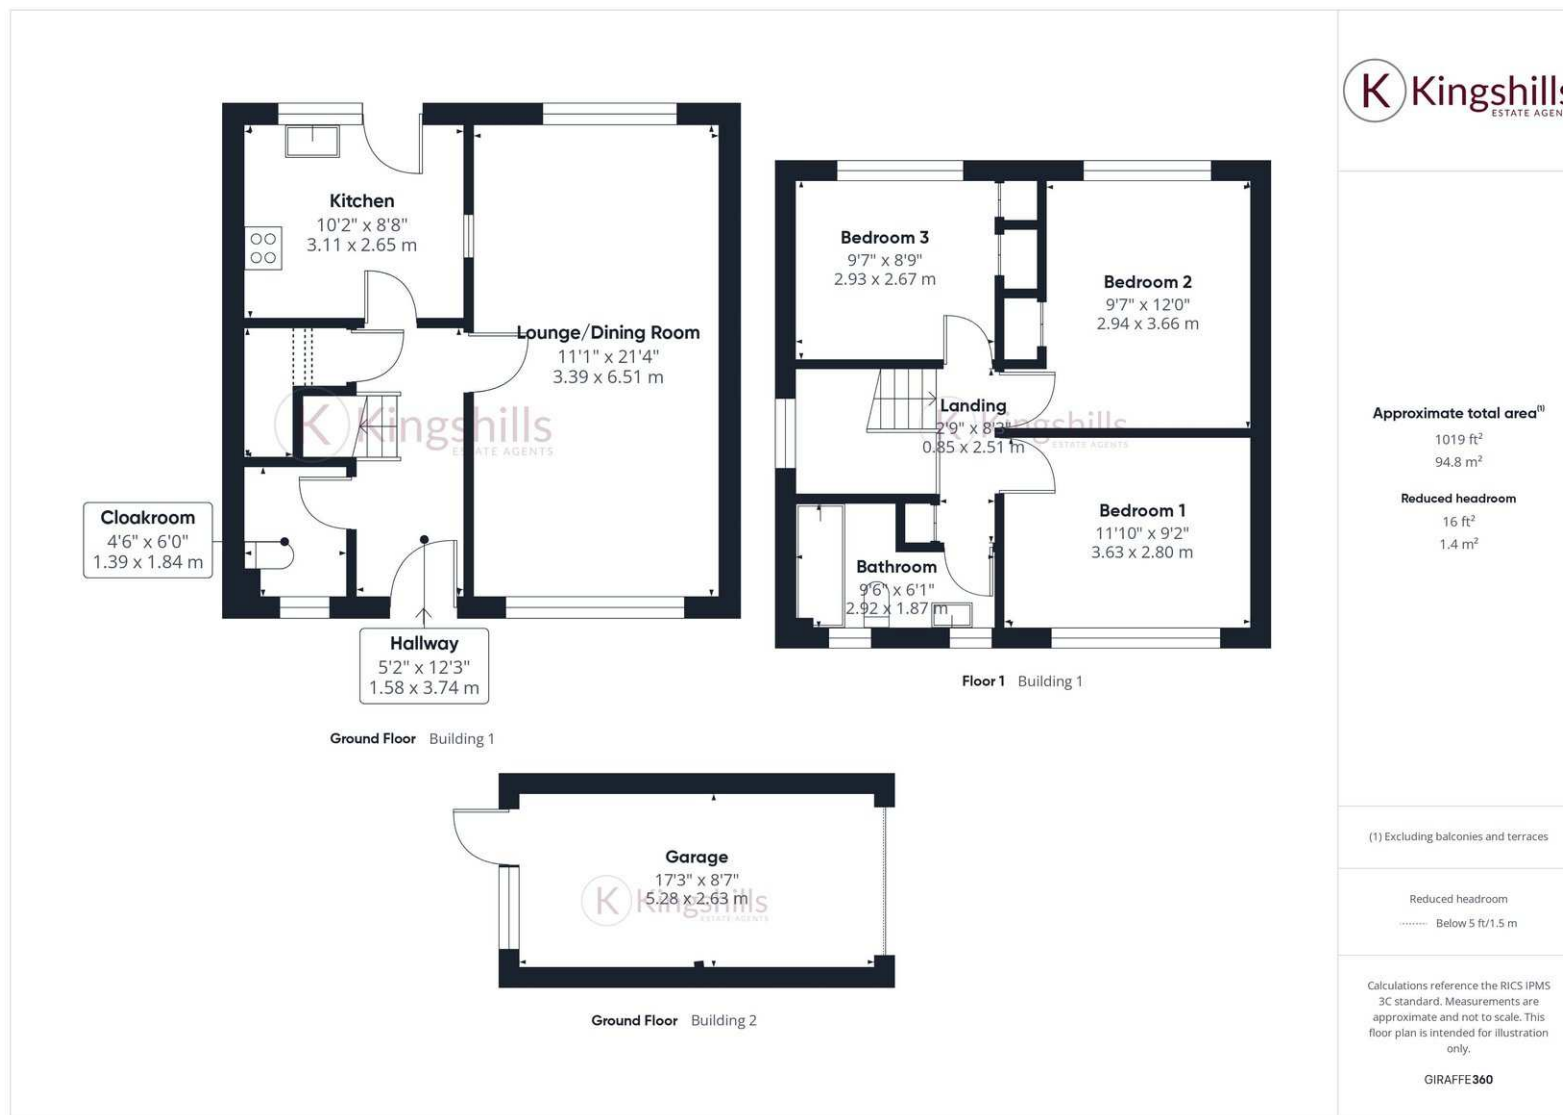 Kitchen
10'2" x 8'8"
3.11 x 2.65 m
Lounge/Dining Room
11'1" x 21'4"
3.39 x 6.51 m
Kingshills
ESTATE AGENTS
Cloakroom
4'6" x 6'0"
1.39 x 1.84 m
Hallway
5'2" x 12'3"
1.58 x 3.74 m
Ground Floor Building 1
Bedroom 3
9'7" x 8'9"
2.93 x 2.67 m
Bedroom 2
9'7" x 12'0"
2.94 x 3.66 m
Landing
2'9" x 8'3"
0.85 x 2.51 m
Kingshills
ESTATE AGENTS
Bedroom 1
11'10" x 9'2"
3.63 x 2.80 m
Bathroom
9'6" x 6'1"
2.92 x 1.87 m
Floor 1 Building 1
Garage
17'3" x 8'7"
5.28 x 2.63 m
K Kingshills
ESTATE AGENTS
Ground Floor Building 2
K Kingshills
ESTATE AGEN
Approximate total area(1)
1019 ft²
94.8 m²
Reduced headroom
16 ft²
1.4 m²
(1) Excluding balconies and terraces
Reduced headroom
Below 5 ft/1.5 m
Calculations reference the RICS IPMS
3C standard. Measurements are
approximate and not to scale. This
floor plan is intended for illustration
only.
GIRAFFE360